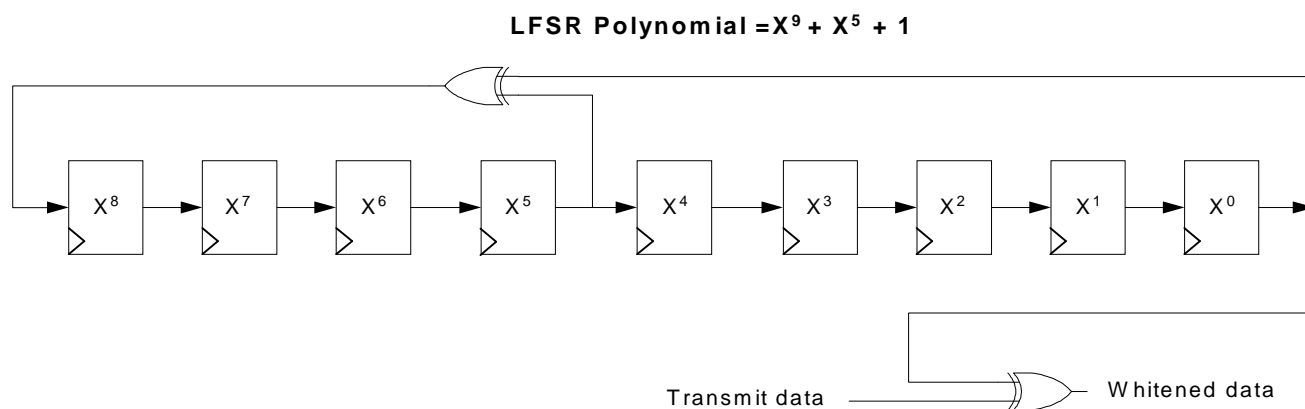 LFSR Polynomial =X⁹ + X⁵ + 1
X⁸ X⁷ X⁶ X⁵ X⁴ X³ X² X¹ X⁰
Transmit data
Whitened data